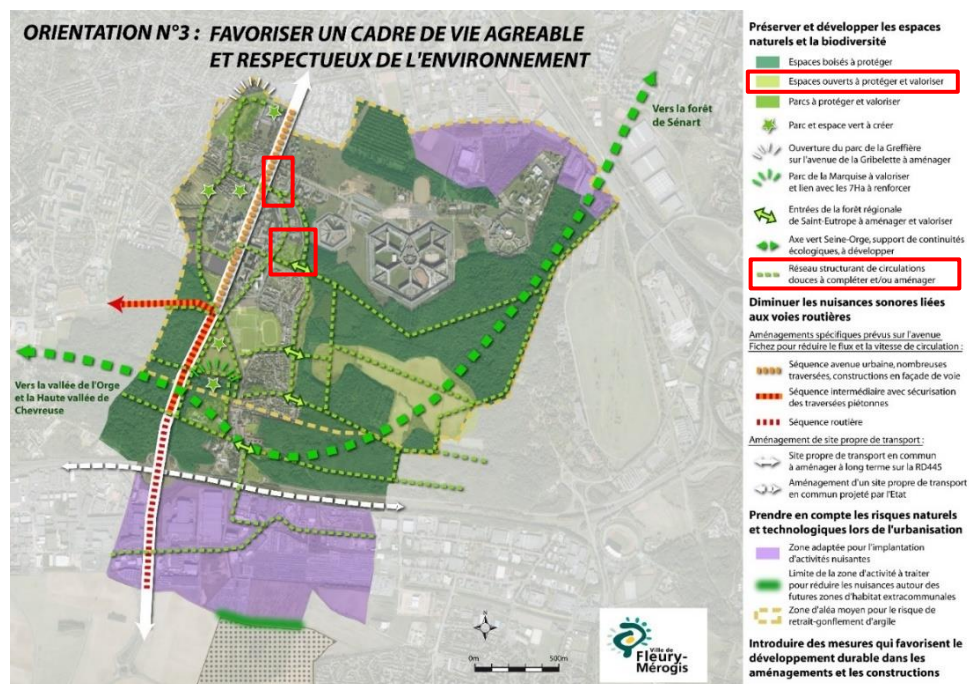 ORIENTATION N°3 : FAVORISER UN CADRE DE VIE AGREABLE
ET RESPECTUEUX DE L'ENVIRONNEMENT
Vers la forêt
de Sénart
Vers la vallée de l'Orge
et la Haute vallée de
Chevreuse
N
0m
500m
Ville de
Fleury-
Mérogis
Préserver et développer les espaces
naturels et la biodiversité
Espaces boisés à protéger
Espaces ouverts à protéger et valoriser
Parcs à protéger et valoriser
Parc et espace vert à créer
Ouverture du parc de la Greffière
sur l'avenue de la Gribelette à aménager
Parc de la Marquise à valoriser
et lien avec les 7Ha à renforcer
Entrées de la forêt régionale
de Saint-Eutrope à aménager et valoriser
Axe vert Seine-Orge, support de continuités
écologiques, à développer
Réseau structurant de circulations
douces à compléter et/ou aménager
Diminuer les nuisances sonores liées
aux voies routières
Aménagements spécifiques prévus sur l'avenue
Fichez pour réduire le flux et la vitesse de circulation :
Séquence avenue urbaine, nombreuses
traversées, constructions en façade de voie
Séquence intermédiaire avec sécurisation
des traversées piétonnes
Séquence routière
Aménagement de site propre de transport :
Site propre de transport en commun
à aménager à long terme sur la RD445
Aménagement d'un site propre de transport
en commun projeté par l'Etat
Prendre en compte les risques naturels
et technologiques lors de l'urbanisation
Zone adaptée pour l'implantation
d'activités nuisantes
Limite de la zone d'activité à traiter
pour réduire les nuisances autour des
futures zones d'habitat extracommunales
Zone d'aléa moyen pour le risque de
retrait-gonflement d'argile
Introduire des mesures qui favorisent le
développement durable dans les
aménagements et les constructions